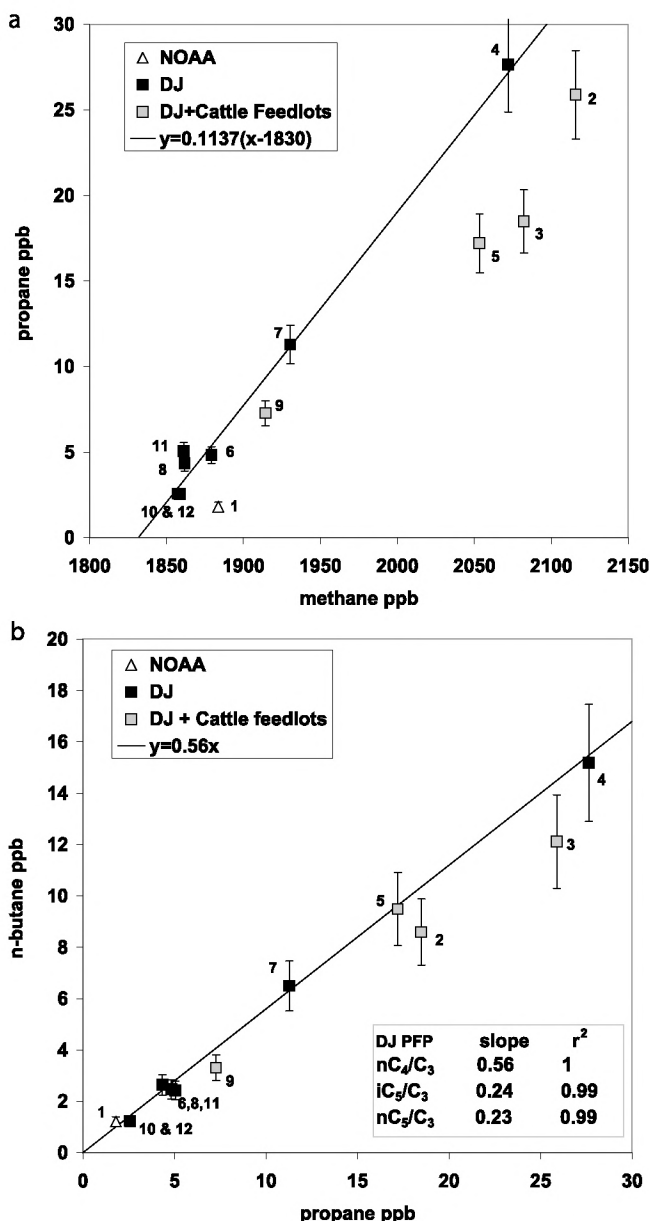 a
30
25
20
15
10
5
0
propane ppb
NOAA
DJ
DJ+Cattle Feedlots
y=0.1137(x-1830)
4
2
3
5
7
9
11
8
6
10 & 12
1
1800 1850 1900 1950 2000 2050 2100 2150
methane ppb
b
20
18
16
14
12
10
8
6
4
2
0
n-butane ppb
NOAA
DJ
DJ + Cattle feedlots
y=0.56x
4
3
5
2
7
9
6,8,11
1
10 & 12
DJ PFP slope r²
nC₄/C₃ 0.56 1
iC₅/C₃ 0.24 0.99
nC₅/C₃ 0.23 0.99
0 5 10 15 20 25 30
propane ppb